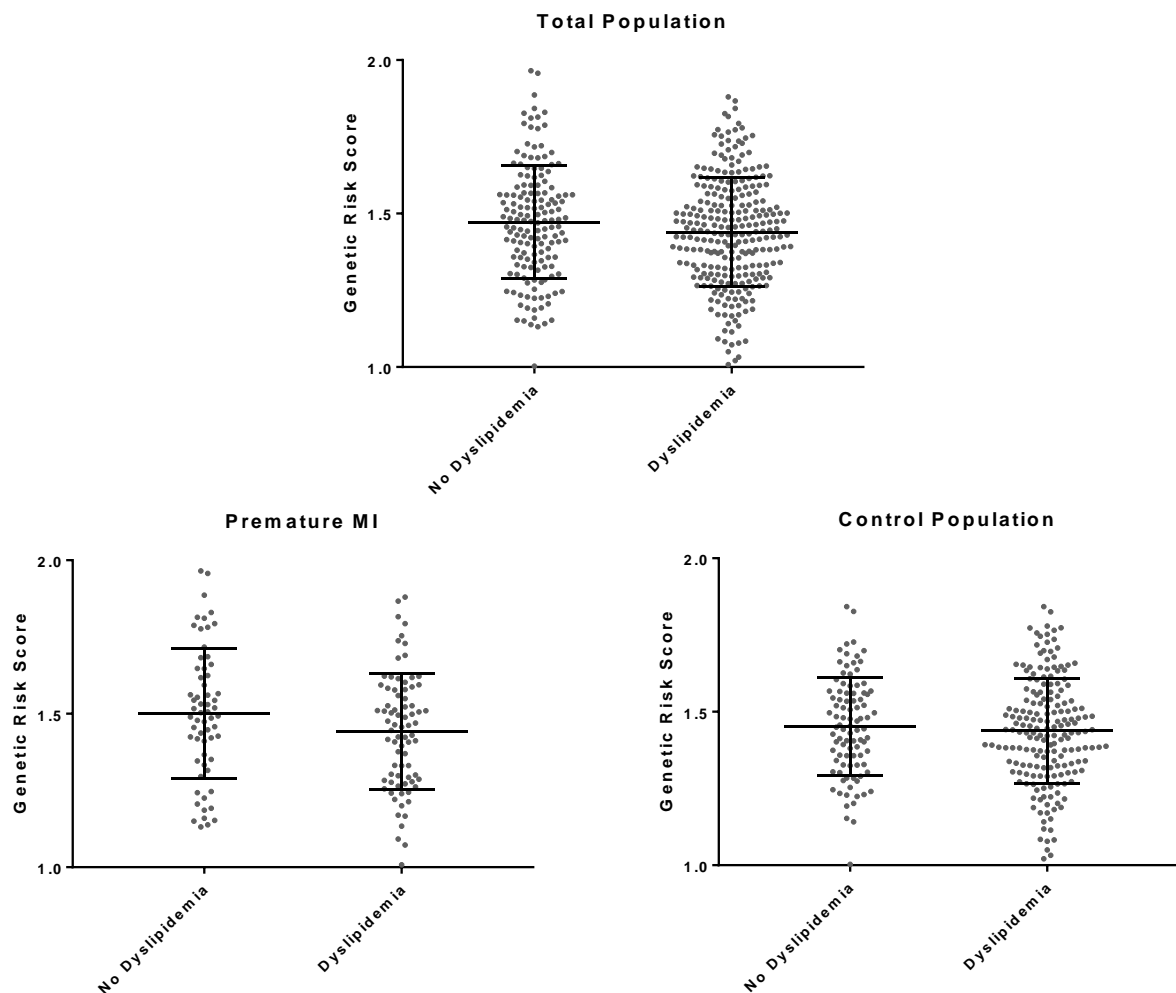 Total Population
Genetic Risk Score
2.0
1.5
1.0
No Dyslipidemia
Dyslipidemia
Premature MI
Genetic Risk Score
2.0
1.5
1.0
No Dyslipidemia
Dyslipidemia
Control Population
Genetic Risk Score
2.0
1.5
1.0
No Dyslipidemia
Dyslipidemia